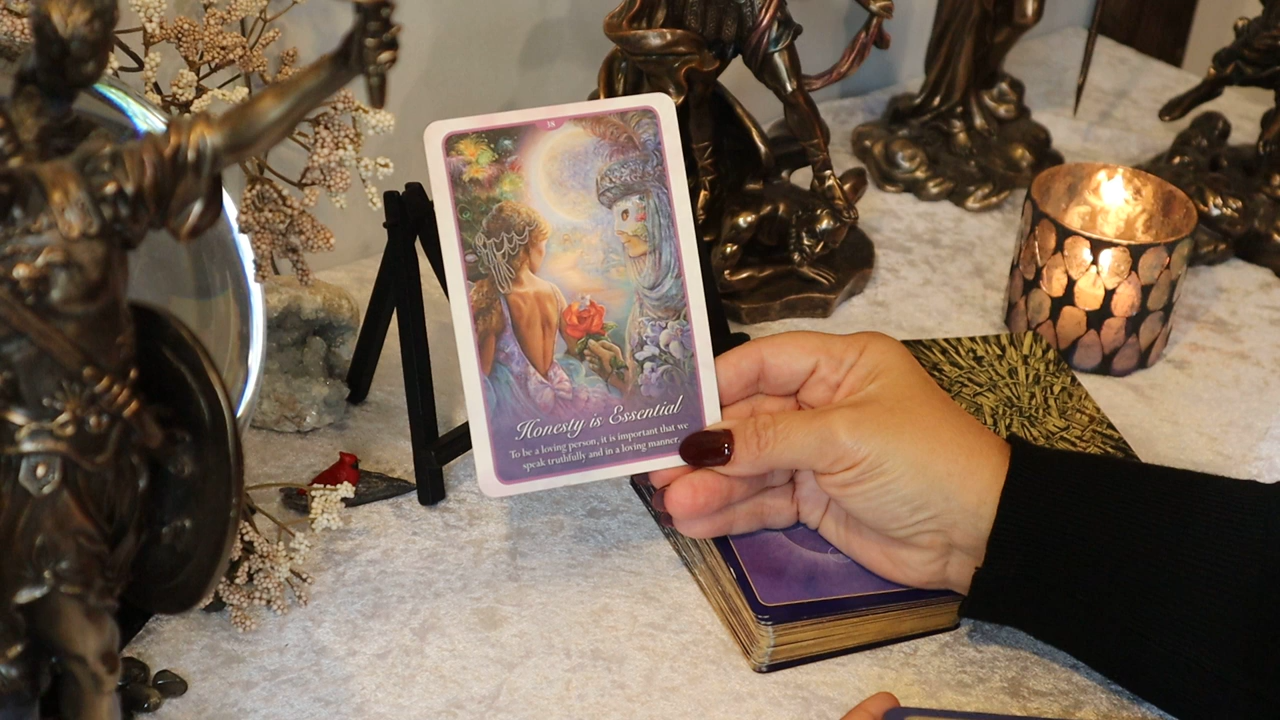 38
Honesty is Essential
To be a loving person, it is important that we
speak truthfully and in a loving manner.